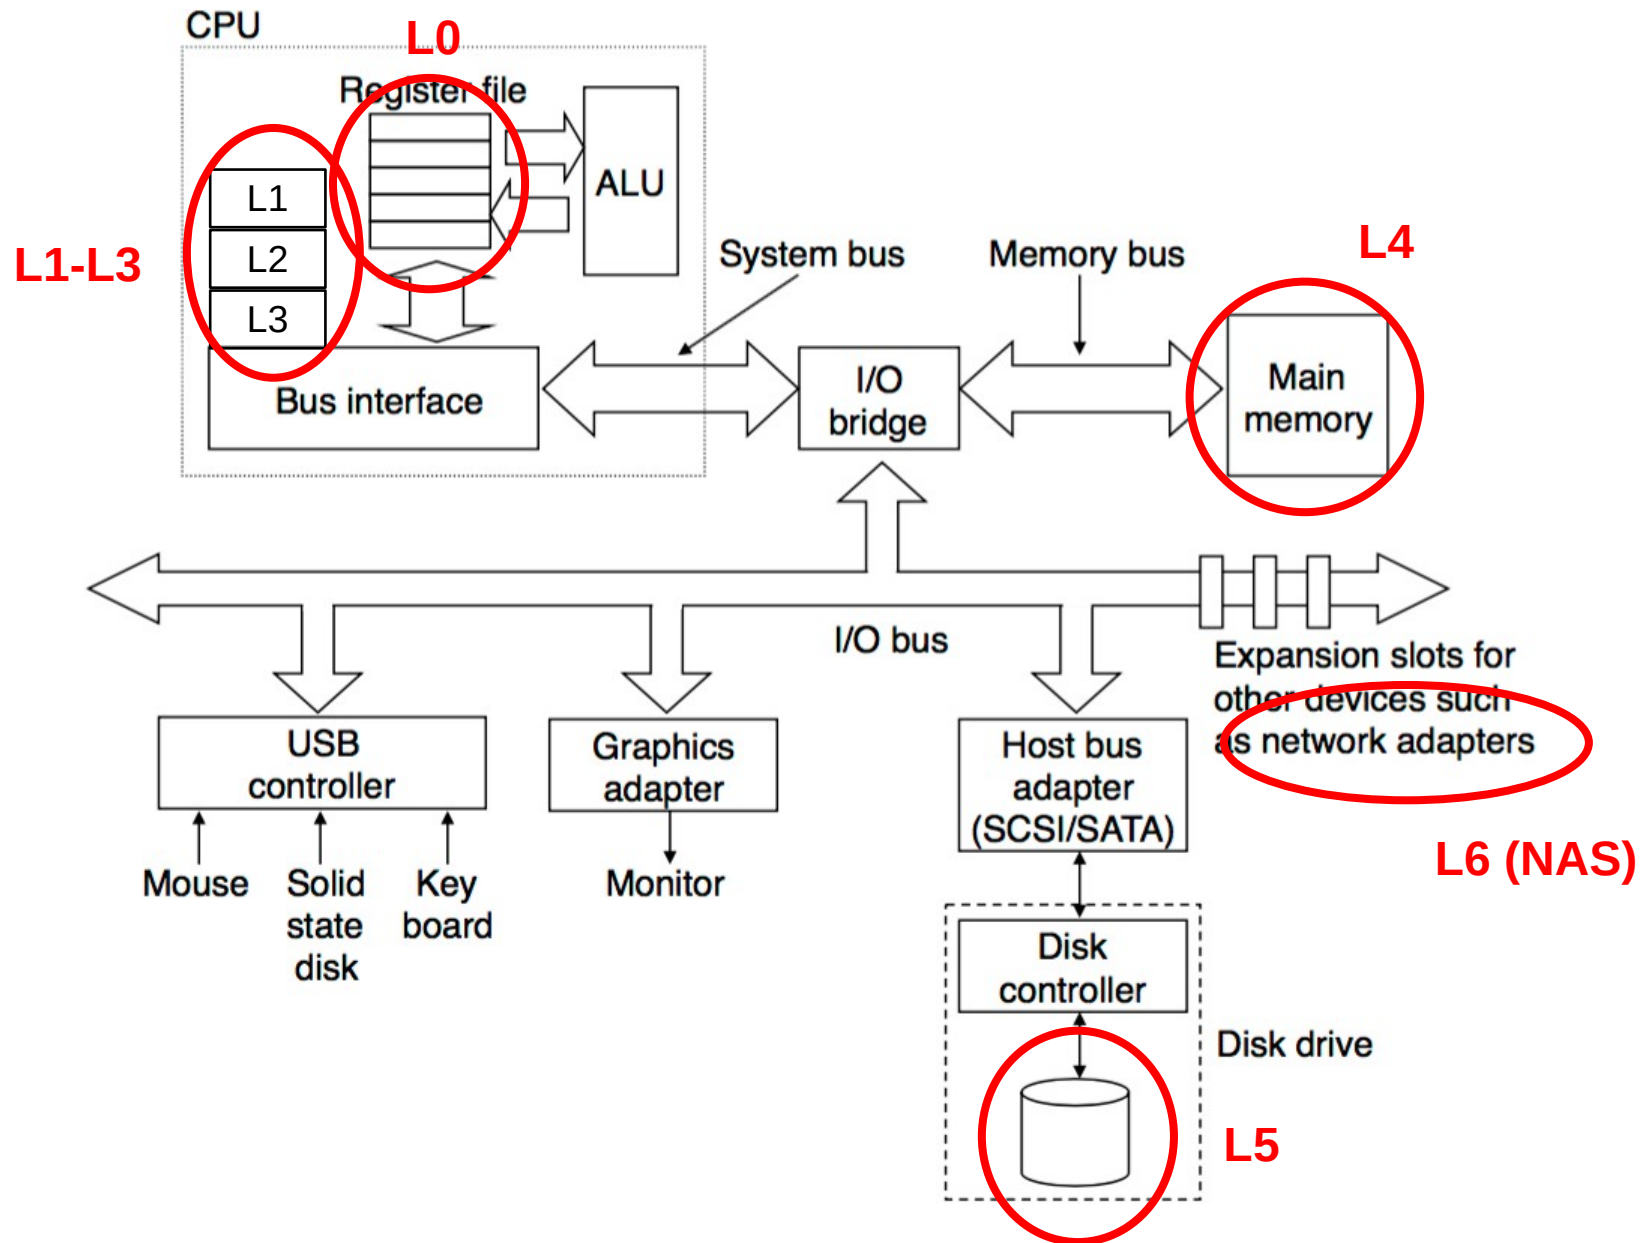 CPU
L0
Register file
ALU
L1
L2
L3
L1-L3
System bus
Memory bus
L4
Bus interface
I/O
bridge
Main
memory
I/O bus
Expansion slots for
other devices such
as network adapters
L6 (NAS)
USB
controller
Graphics
adapter
Host bus
adapter
(SCSI/SATA)
Mouse
Solid
state
disk
Key
board
Monitor
Disk
controller
Disk drive
L5